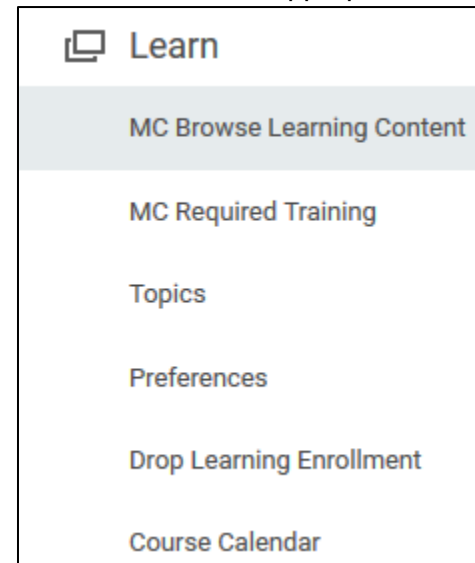 Learn
MC Browse Learning Content
MC Required Training
Topics
Preferences
Drop Learning Enrollment
Course Calendar